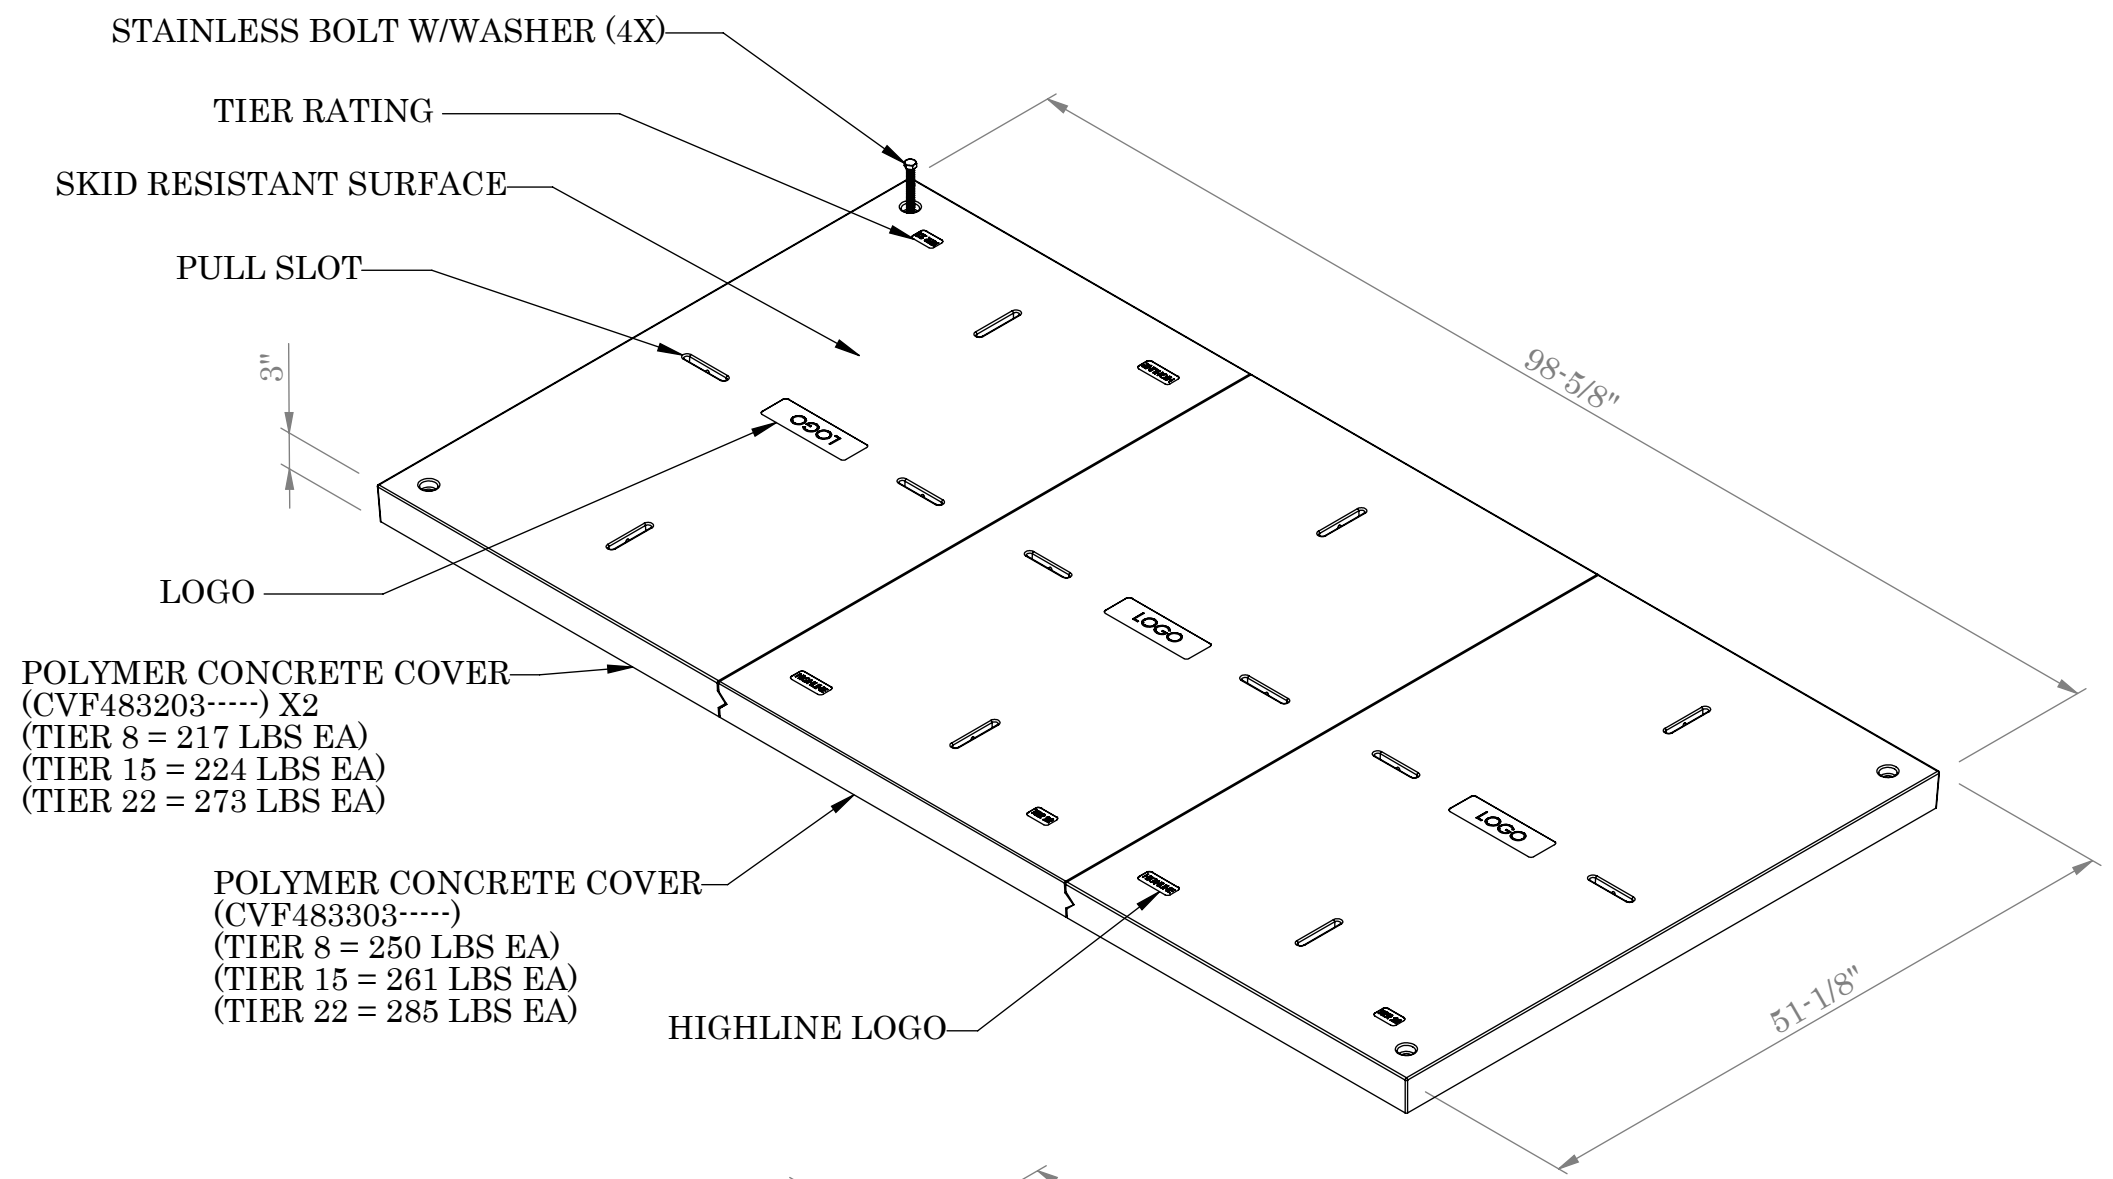 STAINLESS BOLT W/WASHER (4X)
TIER RATING
SKID RESISTANT SURFACE
PULL SLOT
3"
98-5/8"
LOGO
LOGO
POLYMER CONCRETE COVER
(CVF483203-----) X2
(TIER 8 = 217 LBS EA)
(TIER 15 = 224 LBS EA)
(TIER 22 = 273 LBS EA)
LOGO
LOGO
POLYMER CONCRETE COVER
(CVF483303-----)
(TIER 8 = 250 LBS EA)
(TIER 15 = 261 LBS EA)
(TIER 22 = 285 LBS EA)
HIGHLINE LOGO
51-1/8"